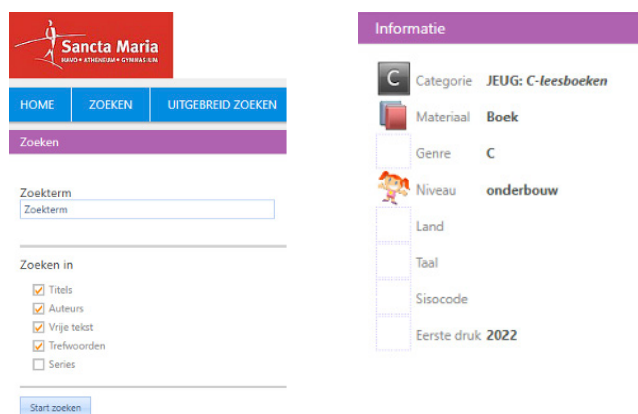 Sancta Maria
HAVO • ATHENEUM • GYMNASIUM
HOME ZOEKEN UITGEBREID ZOEKEN
Zoeken
Zoekterm
Zoekterm
Zoeken in
Titels
Auteurs
Vrije tekst
Trefwoorden
Series
Start zoeken
Informatie
C Categorie JEUG: C-leesboeken
Materiaal Boek
Genre C
Niveau onderbouw
Land
Taal
Sisocode
Eerste druk 2022